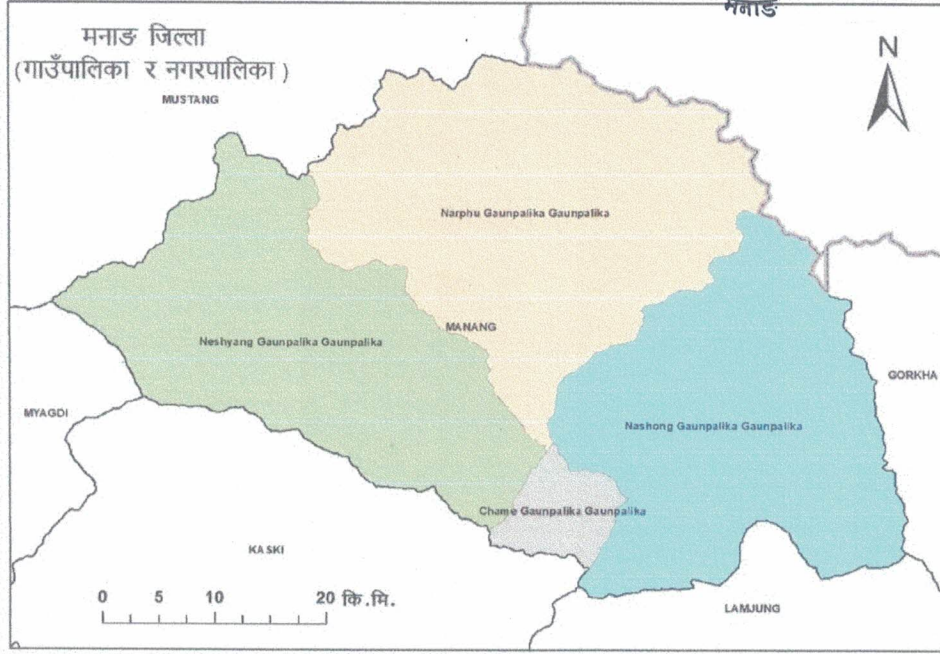 मनाङ
मनाङ जिल्ला
(गाउँपालिका र नगरपालिका )
N
MUSTANG
Narphu Gaunpalika Gaunpalika
MANANG
Neshyang Gaunpalika Gaunpalika
GORKHA
MYAGDI
Nashong Gaunpalika Gaunpalika
Chame Gaunpalika Gaunpalika
KASKI
0 5 10 20 कि.मि.
LAMJUNG